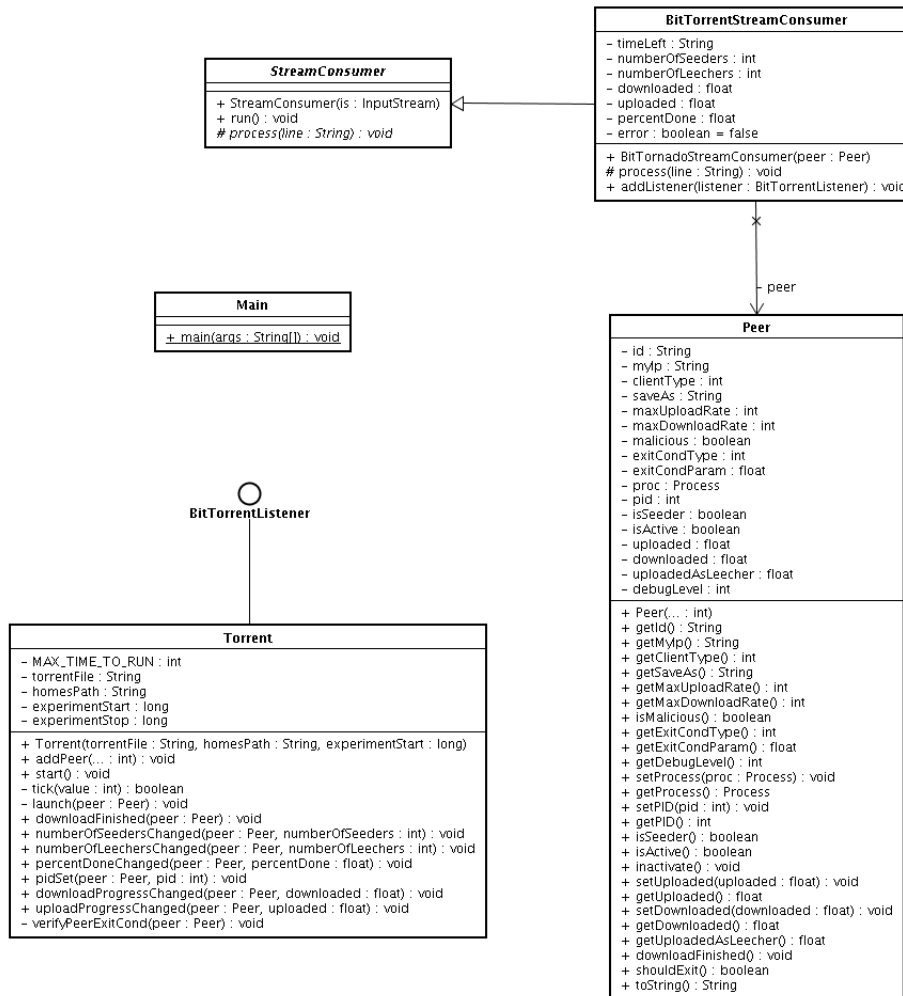 BitTorrentStreamConsumer
- timeLeft : String
- numberOfSeeders : int
- numberOfLeechers : int
- downloaded : float
- uploaded : float
- percentDone : float
- error : boolean = false
+ BitTornadoStreamConsumer(peer : Peer)
# process(line : String) : void
+ addListener(listener : BitTorrentListener) : void
StreamConsumer
+ StreamConsumer(is : InputStream)
+ run() : void
# process(line : String) : void
- peer
Main
+ main(args : String[]) : void
Peer
- id : String
- myIp : String
- clientType : int
- saveAs : String
- maxUploadRate : int
- maxDownloadRate : int
- malicious : boolean
- exitCondType : int
- exitCondParam : float
- proc : Process
- pid : int
- isSeeder : boolean
- isActive : boolean
- uploaded : float
- downloaded : float
- uploadedAsLeecher : float
- debugLevel : int
+ Peer(... : int)
+ getId() : String
+ getMyIp() : String
+ getClientType() : int
+ getSaveAs() : String
+ getMaxUploadRate() : int
+ getMaxDownloadRate() : int
+ isMalicious() : boolean
+ getExitCondType() : int
+ getExitCondParam() : float
+ getDebugLevel() : int
+ setProcess(proc : Process) : void
+ getProcess() : Process
+ setPID(pid : int) : void
+ getPID() : int
+ isSeeder() : boolean
+ isActive() : boolean
+ inactivate() : void
+ setUploaded(uploaded : float) : void
+ getUploaded() : float
+ setDownloaded(downloaded : float) : void
+ getDownloaded() : float
+ getUploadedAsLeecher() : float
+ downloadFinished() : void
+ shouldExit() : boolean
+ toString() : String
BitTorrentListener
Torrent
- MAX_TIME_TO_RUN : int
- torrentFile : String
- homesPath : String
- experimentStart : long
- experimentStop : long
+ Torrent(torrentFile : String, homesPath : String, experimentStart : long)
+ addPeer(... : int) : void
+ start() : void
- tick(value : int) : boolean
- launch(peer : Peer) : void
+ downloadFinished(peer : Peer) : void
+ numberOfSeedersChanged(peer : Peer, numberOfSeeders : int) : void
+ numberOfLeechersChanged(peer : Peer, numberOfLeechers : int) : void
+ percentDoneChanged(peer : Peer, percentDone : float) : void
+ pidSet(peer : Peer, pid : int) : void
+ downloadProgressChanged(peer : Peer, downloaded : float) : void
+ uploadProgressChanged(peer : Peer, uploaded : float) : void
- verifyPeerExitCond(peer : Peer) : void